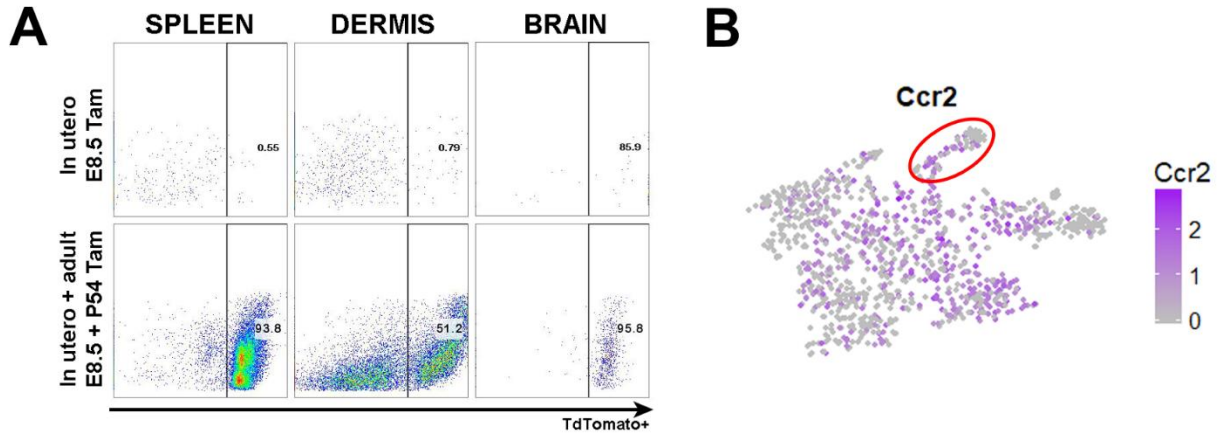 A
SPLEEN
DERMIS
BRAIN
In utero
E8.5 Tam
0.55
0.79
85.9
In utero + adult
E8.5 + P54 Tam
93.8
51.2
95.8
TdTomato+
B
Ccr2
Ccr2
2
1
0